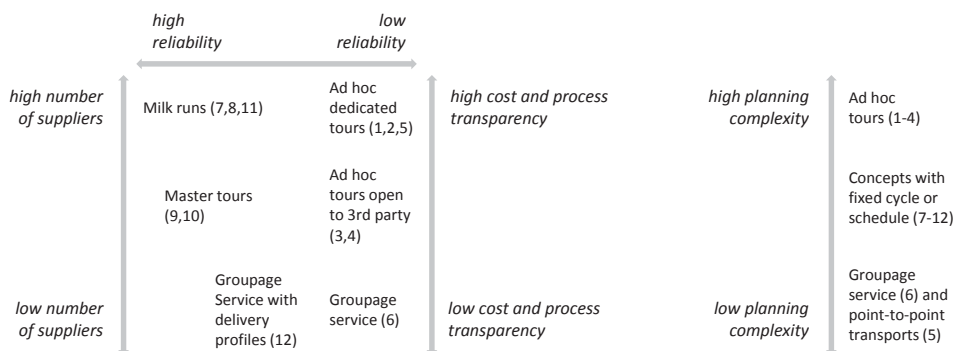 high
reliability
low
reliability
high number
of suppliers
Milk runs (7,8,11)
Ad hoc
dedicated
tours (1,2,5)
high cost and process
transparency
high planning
complexity
Ad hoc
tours (1-4)
Master tours
(9,10)
Ad hoc
tours open
to 3rd party
(3,4)
Concepts with
fixed cycle or
schedule (7-12)
low number
of suppliers
Groupage
Service with
delivery
profiles (12)
Groupage
service (6)
low cost and process
transparency
low planning
complexity
Groupage
service (6) and
point-to-point
transports (5)